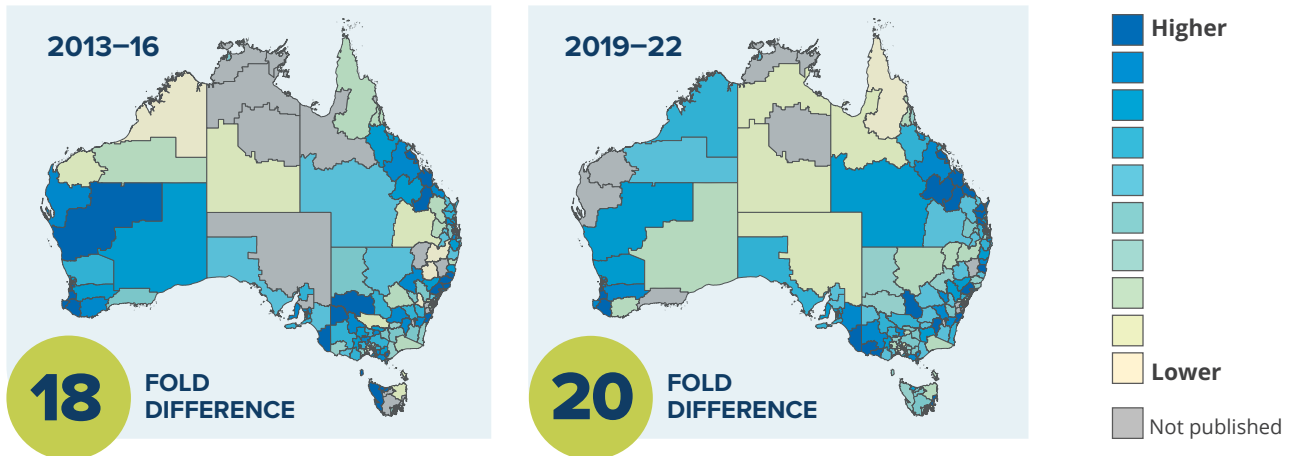 2013–16
18
FOLD
DIFFERENCE
2019–22
20
FOLD
DIFFERENCE
Higher
Lower
Not published